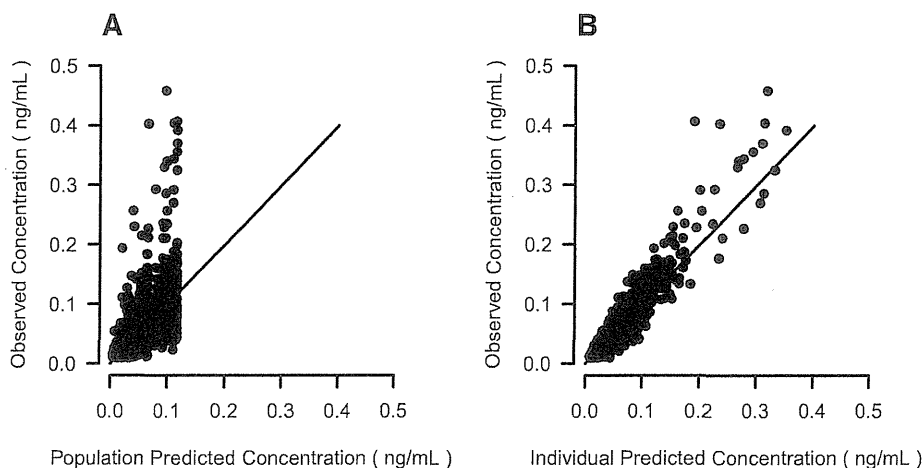 A
Observed Concentration ( ng/mL )
0.5
0.4
0.3
0.2
0.1
0.0
0.0 0.1 0.2 0.3 0.4 0.5
Population Predicted Concentration ( ng/mL )
B
Observed Concentration ( ng/mL )
0.5
0.4
0.3
0.2
0.1
0.0
0.0 0.1 0.2 0.3 0.4 0.5
Individual Predicted Concentration ( ng/mL )